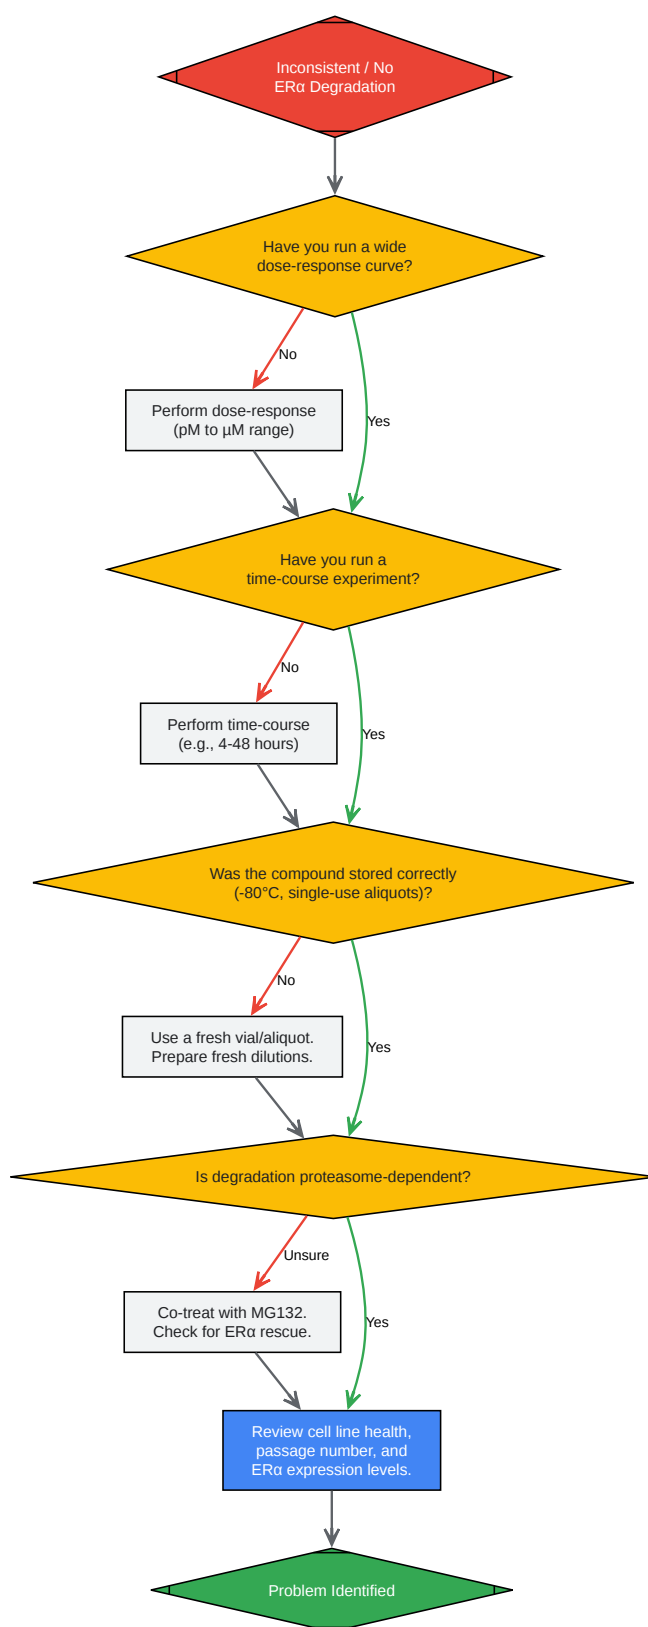 Inconsistent / No
ERα Degradation
Have you run a wide
dose-response curve?
No
Yes
Perform dose-response
(pM to µM range)
Have you run a
time-course experiment?
No
Yes
Perform time-course
(e.g., 4-48 hours)
Was the compound stored correctly
(-80°C, single-use aliquots)?
No
Yes
Use a fresh vial/aliquot.
Prepare fresh dilutions.
Is degradation proteasome-dependent?
Unsure
Yes
Co-treat with MG132.
Check for ERα rescue.
Review cell line health,
passage number, and
ERα expression levels.
Problem Identified